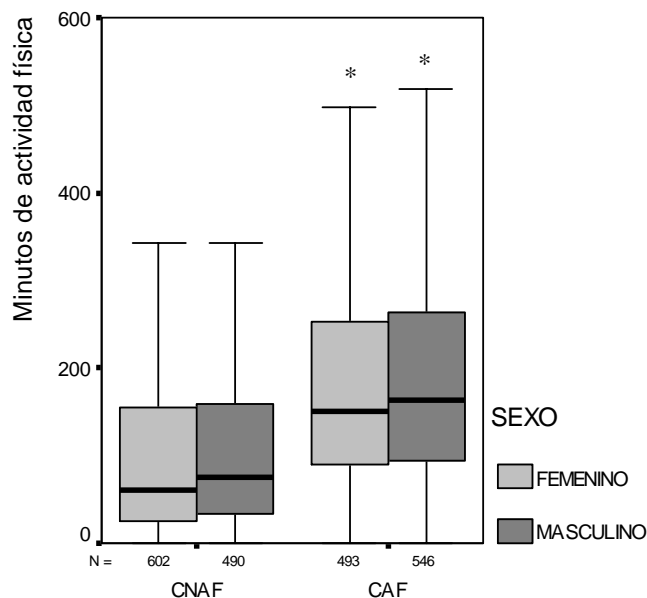 Minutos de actividad física
600
400
200
0
* *
N = 602 490 493 546
CNAF CAF
SEXO
FEMENINO
MASCULINO